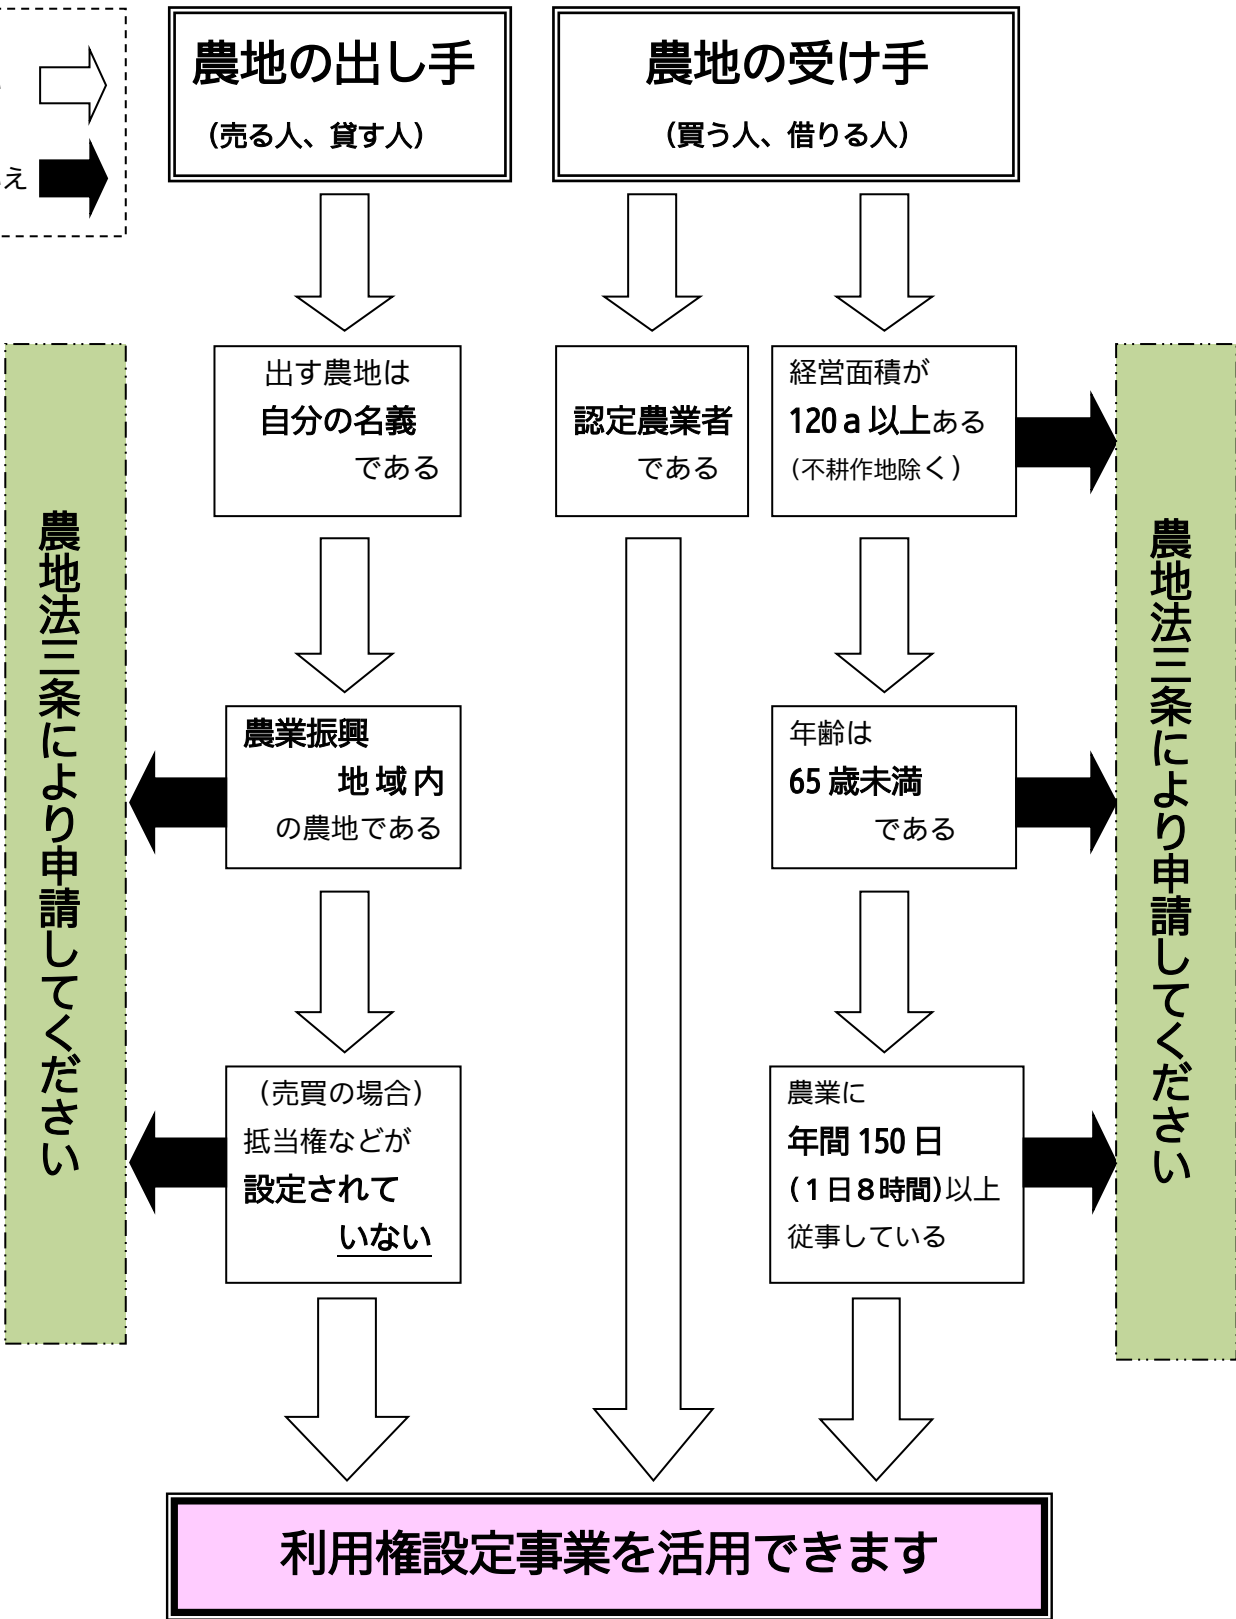 え
農地の出し手
（売る人、貸す人）
農地の受け手
（買う人、借りる人）
出す農地は
自分の名義
である
認定農業者
である
経営面積が
120ａ以上ある
（不耕作地除く）
農業振興
地域内
の農地である
年齢は
65歳未満
である
（売買の場合）
抵当権などが
設定されて
いない
農業に
年間150日
（１日８時間）以上
従事している
農地法三条により申請してください
農地法三条により申請してください
利用権設定事業を活用できます